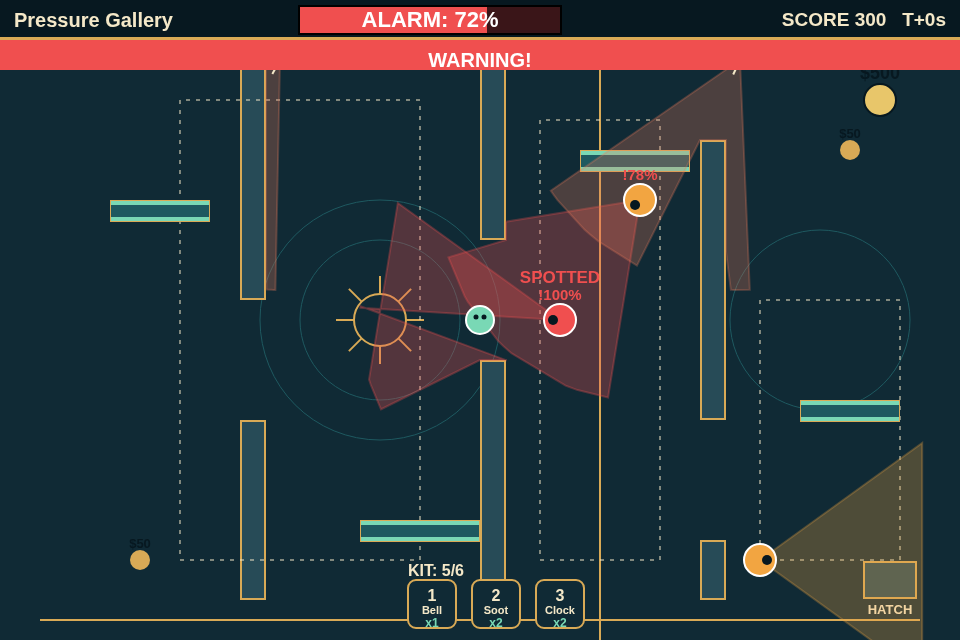 Pressure Gallery
ALARM: 72%
SCORE 300 T+0s
WARNING!
$500
$50
!78%
SPOTTED
!100%
$50
KIT: 5/6
1
Bell
x1
2
Soot
x2
3
Clock
x2
HATCH